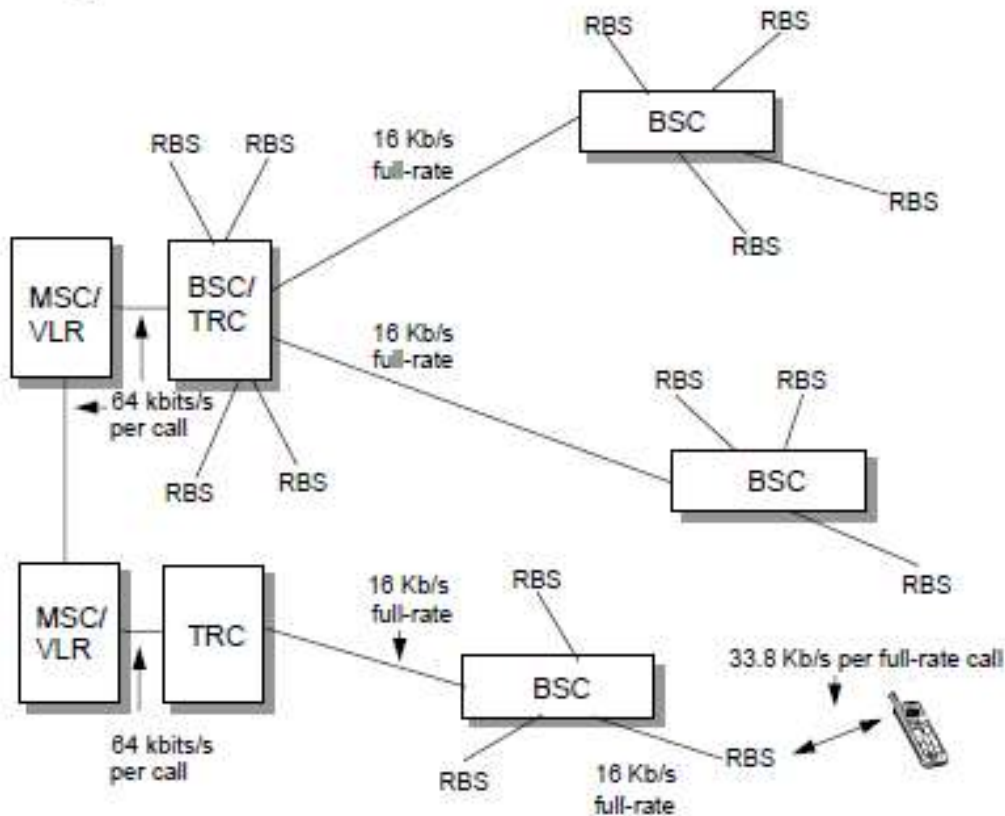 RBS
RBS
BSC
RBS
RBS
16 Kb/s
full-rate
RBS
RBS
MSC/
VLR
BSC/
TRC
64 kbits/s
per call
RBS
RBS
16 Kb/s
full-rate
RBS
RBS
BSC
RBS
MSC/
VLR
TRC
64 kbits/s
per call
16 Kb/s
full-rate
RBS
BSC
RBS
RBS
16 Kb/s
full-rate
33.8 Kb/s per full-rate call